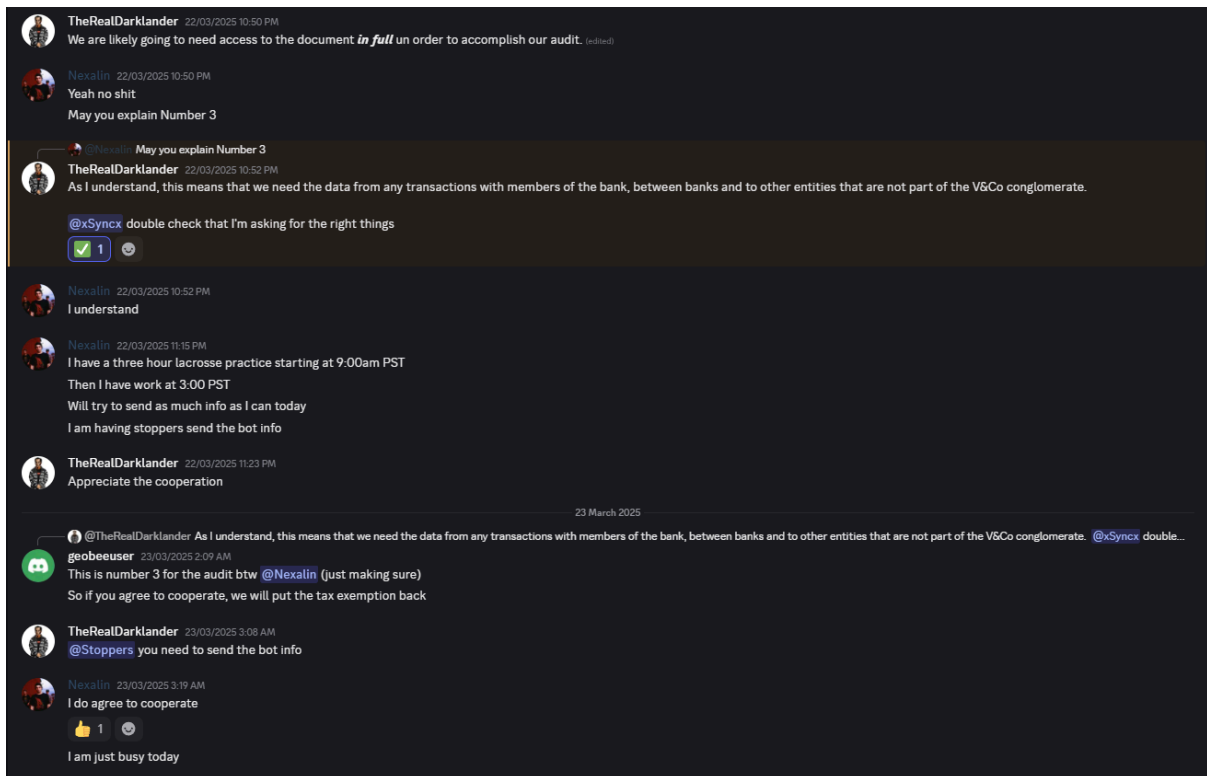 TheRealDarklander 22/03/2025 10:50 PM
We are likely going to need access to the document in full un order to accomplish our audit. (edited)
Nexalin 22/03/2025 10:50 PM
Yeah no shit
May you explain Number 3
@Nexalin May you explain Number 3
TheRealDarklander 22/03/2025 10:52 PM
As I understand, this means that we need the data from any transactions with members of the bank, between banks and to other entities that are not part of the V&Co conglomerate.
@xSyncx double check that I'm asking for the right things
1
Nexalin 22/03/2025 10:52 PM
I understand
Nexalin 22/03/2025 11:15 PM
I have a three hour lacrosse practice starting at 9:00am PST
Then I have work at 3:00 PST
Will try to send as much info as I can today
I am having stoppers send the bot info
TheRealDarklander 22/03/2025 11:23 PM
Appreciate the cooperation
23 March 2025
@TheRealDarklander As I understand, this means that we need the data from any transactions with members of the bank, between banks and to other entities that are not part of the V&Co conglomerate. @xSyncx double...
geobeeuser 23/03/2025 2:09 AM
This is number 3 for the audit btw @Nexalin (just making sure)
So if you agree to cooperate, we will put the tax exemption back
TheRealDarklander 23/03/2025 3:08 AM
@Stoppers you need to send the bot info
Nexalin 23/03/2025 3:19 AM
I do agree to cooperate
1
I am just busy today